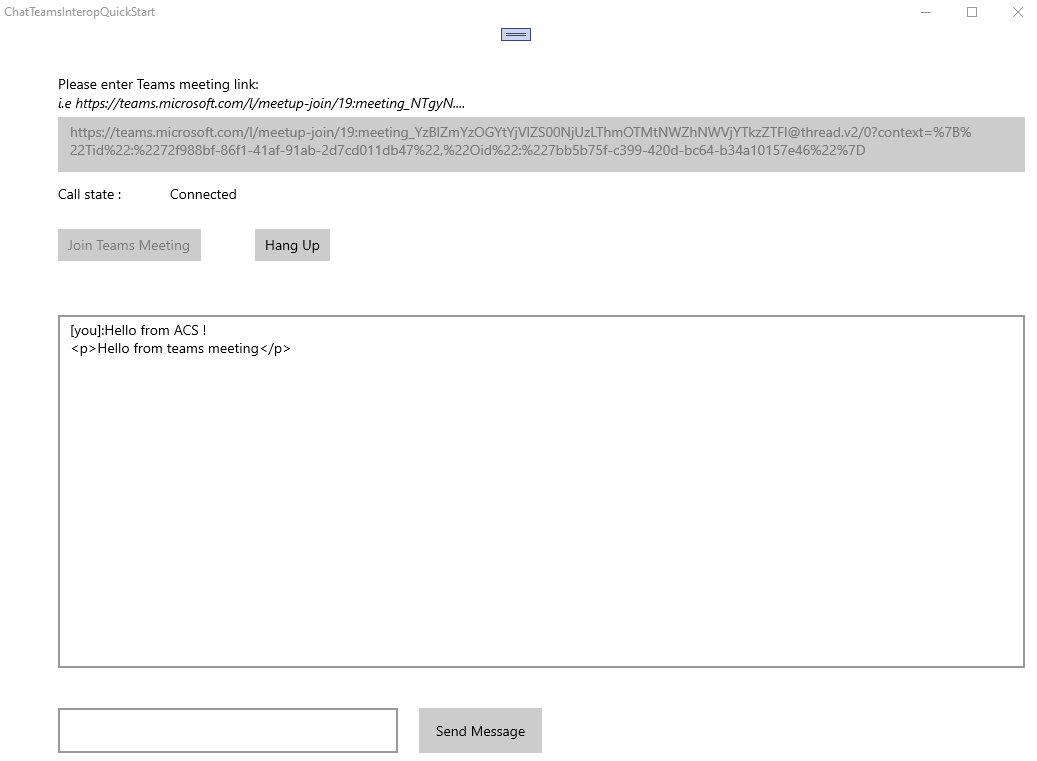 ChatTeamsInteropQuickStart
Please enter Teams meeting link:
i.e https://teams.microsoft.com/l/meetup-join/19:meeting_NTgyN....
https://teams.microsoft.com/l/meetup-join/19:meeting_YzBlZmYzOGYtYjVlZS00NjUzLThmOTMtNWZhNWVjYTkzZTFl@thread.v2/0?context=%7B%
22Tid%22:%2272f988bf-86f1-41af-91ab-2d7cd011db47%22,%22Oid%22:%227bb5b75f-c399-420d-bc64-b34a10157e46%22%7D
Call state : Connected
Join Teams Meeting Hang Up
[you]:Hello from ACS !
<p>Hello from teams meeting</p>
Send Message